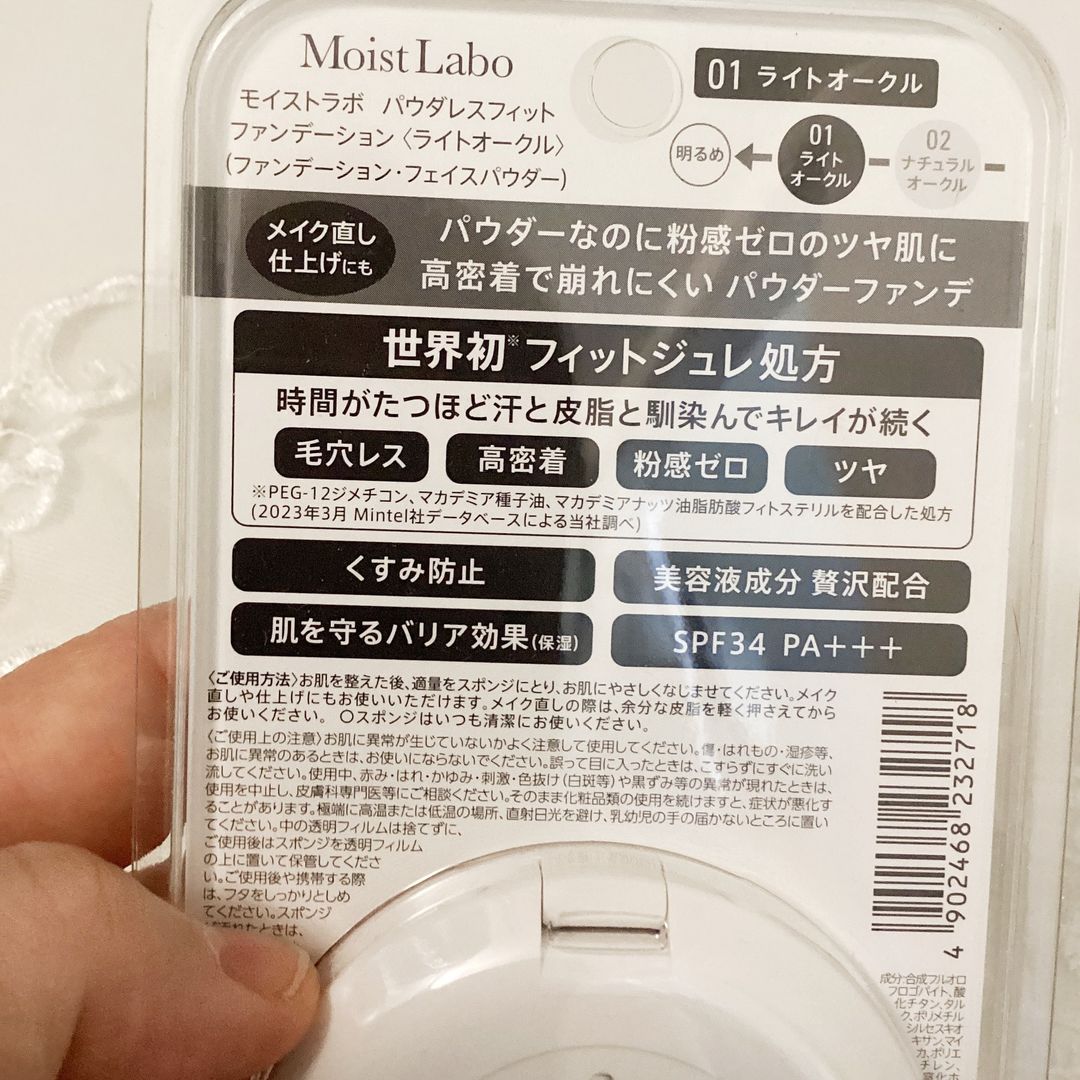 Moist Labo
モイストラボ パウダレスフィット
ファンデーション〈ライトオークル〉
(ファンデーション・フェイスパウダー)
01 ライトオークル
明るめ
01
ライト
オークル
02
ナチュラル
オークル
メイク直し
仕上げにも
パウダーなのに粉感ゼロのツヤ肌に
高密着で崩れにくい パウダーファンデ
世界初※フィットジュレ処方
時間がたつほど汗と皮脂と馴染んでキレイが続く
毛穴レス
高密着
粉感ゼロ
ツヤ
※PEG-12ジメチコン、マカデミア種子油、マカデミアナッツ油脂肪酸フィトステリルを配合した処方
(2023年3月 Mintel社データベースによる当社調べ)
くすみ防止
美容液成分 贅沢配合
肌を守るバリア効果(保湿)
SPF34 PA+++
〈ご使用方法〉お肌を整えた後、適量をスポンジにとり、お肌にやさしくなじませてください。メイク
直しや仕上げにもお使いいただけます。メイク直しの際は、余分な皮脂を軽く押さえてから
お使いください。 〇スポンジはいつも清潔にお使いください。
〈ご使用上の注意〉お肌に異常が生じていないかよく注意して使用してください。傷・はれもの・湿疹等、
お肌に異常のあるときは、お使いにならないでください。誤って目に入ったときは、こすらずにすぐに洗い
流してください。使用中、赤み・はれ・かゆみ・刺激・色抜け(白斑等)や黒ずみ等の異常が現れたときは、
使用を中止し、皮膚科専門医等にご相談ください。そのまま化粧品類の使用を続けますと、症状が悪化す
ることがあります。極端に高温または低温の場所、直射日光を避け、乳幼児の手の届かないところに置い
てください。中の透明フィルムは捨てずに、
ご使用後はスポンジを透明フィルム
の上に置いて保管してくださ
い。ご使用後や携帯する際
は、フタをしっかりとしめ
てください。スポンジ
が汚れたときは、
4 902468 232718
成分:合成フルオロ
フロゴパイト、酸
化チタン、タル
ク、ポリメチル
シルセスキオ
キサン、マイ
カ、ポリエ
チレン、
窒化ホ